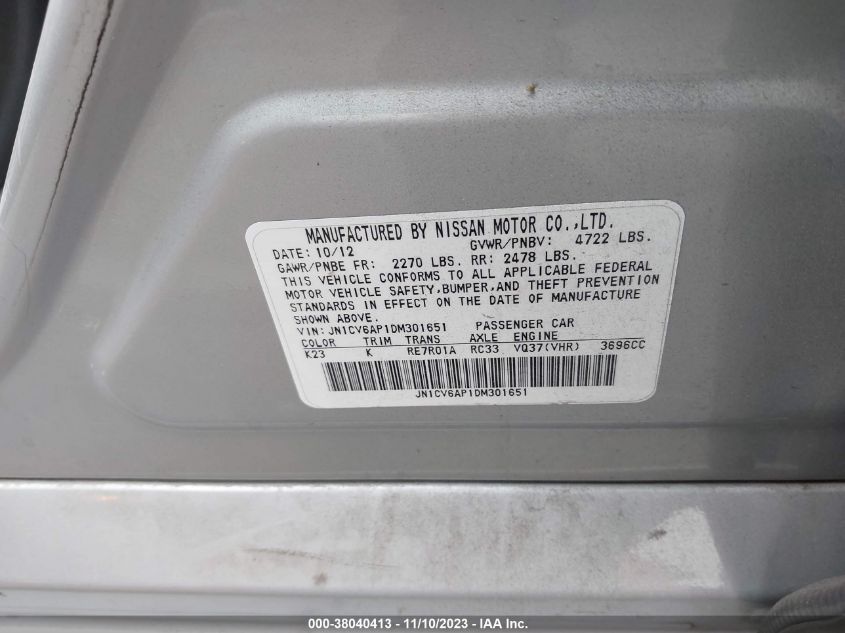 MANUFACTURED BY NISSAN MOTOR CO.,LTD.
DATE: 10/12 GVWR/PNBV: 4722 LBS.
GAWR/PNBE FR: 2270 LBS. RR: 2478 LBS.
THIS VEHICLE CONFORMS TO ALL APPLICABLE FEDERAL
MOTOR VEHICLE SAFETY,BUMPER,AND THEFT PREVENTION
STANDARDS IN EFFECT ON THE DATE OF MANUFACTURE
SHOWN ABOVE.
VIN: JN1CV6AP1DM301651 PASSENGER CAR
COLOR TRIM TRANS AXLE ENGINE
K23 K RE7R01A RC33 VQ37(VHR) 3696CC
JN1CV6AP1DM301651
000-38040413 - 11/10/2023 - IAA Inc.